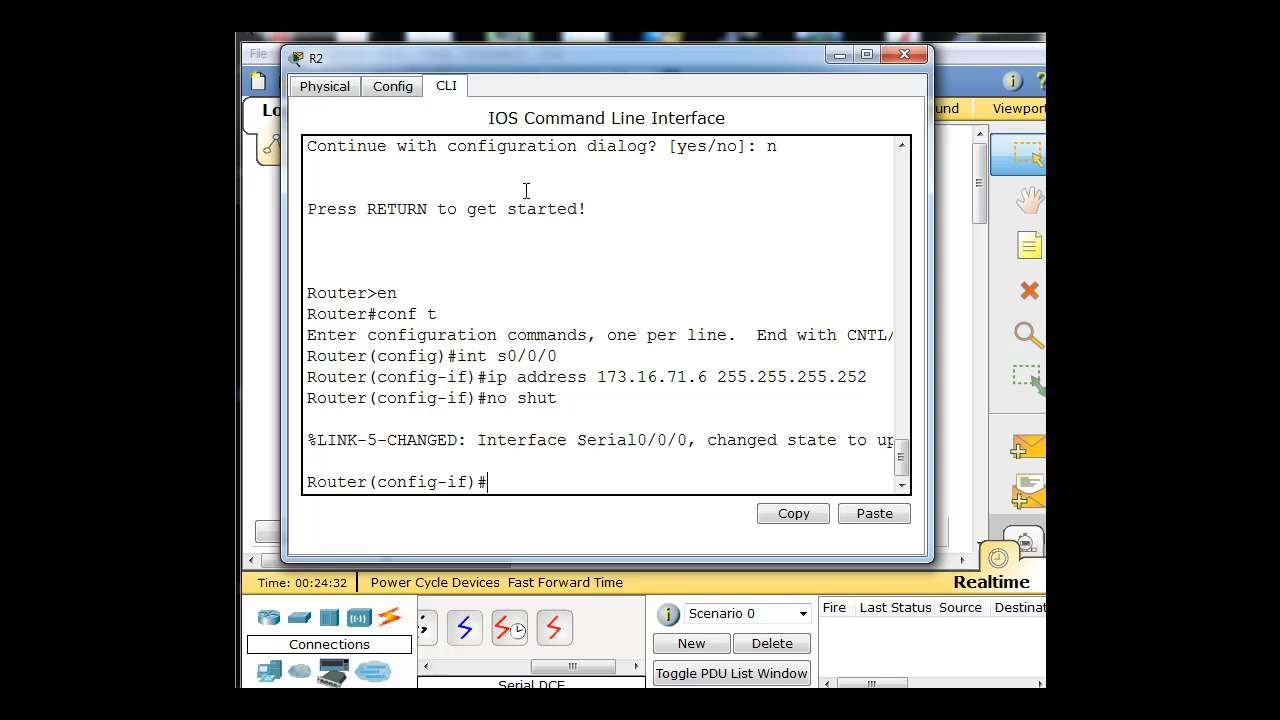 File
R2
Physical
Config
CLI
Viewport
IOS Command Line Interface
Continue with configuration dialog? [yes/no]: n
Press RETURN to get started!
Router>en
Router#conf t
Enter configuration commands, one per line.  End with CNTL/
Router(config)#int s0/0/0
Router(config-if)#ip address 173.16.71.6 255.255.255.252
Router(config-if)#no shut
%LINK-5-CHANGED: Interface Serial0/0/0, changed state to up
Router(config-if)#
Copy
Paste
Time: 00:24:32
Power Cycle Devices
Fast Forward Time
Realtime
Connections
Scenario 0
New
Delete
Toggle PDU List Window
Fire
Last Status
Source
Destinat
Serial DCE